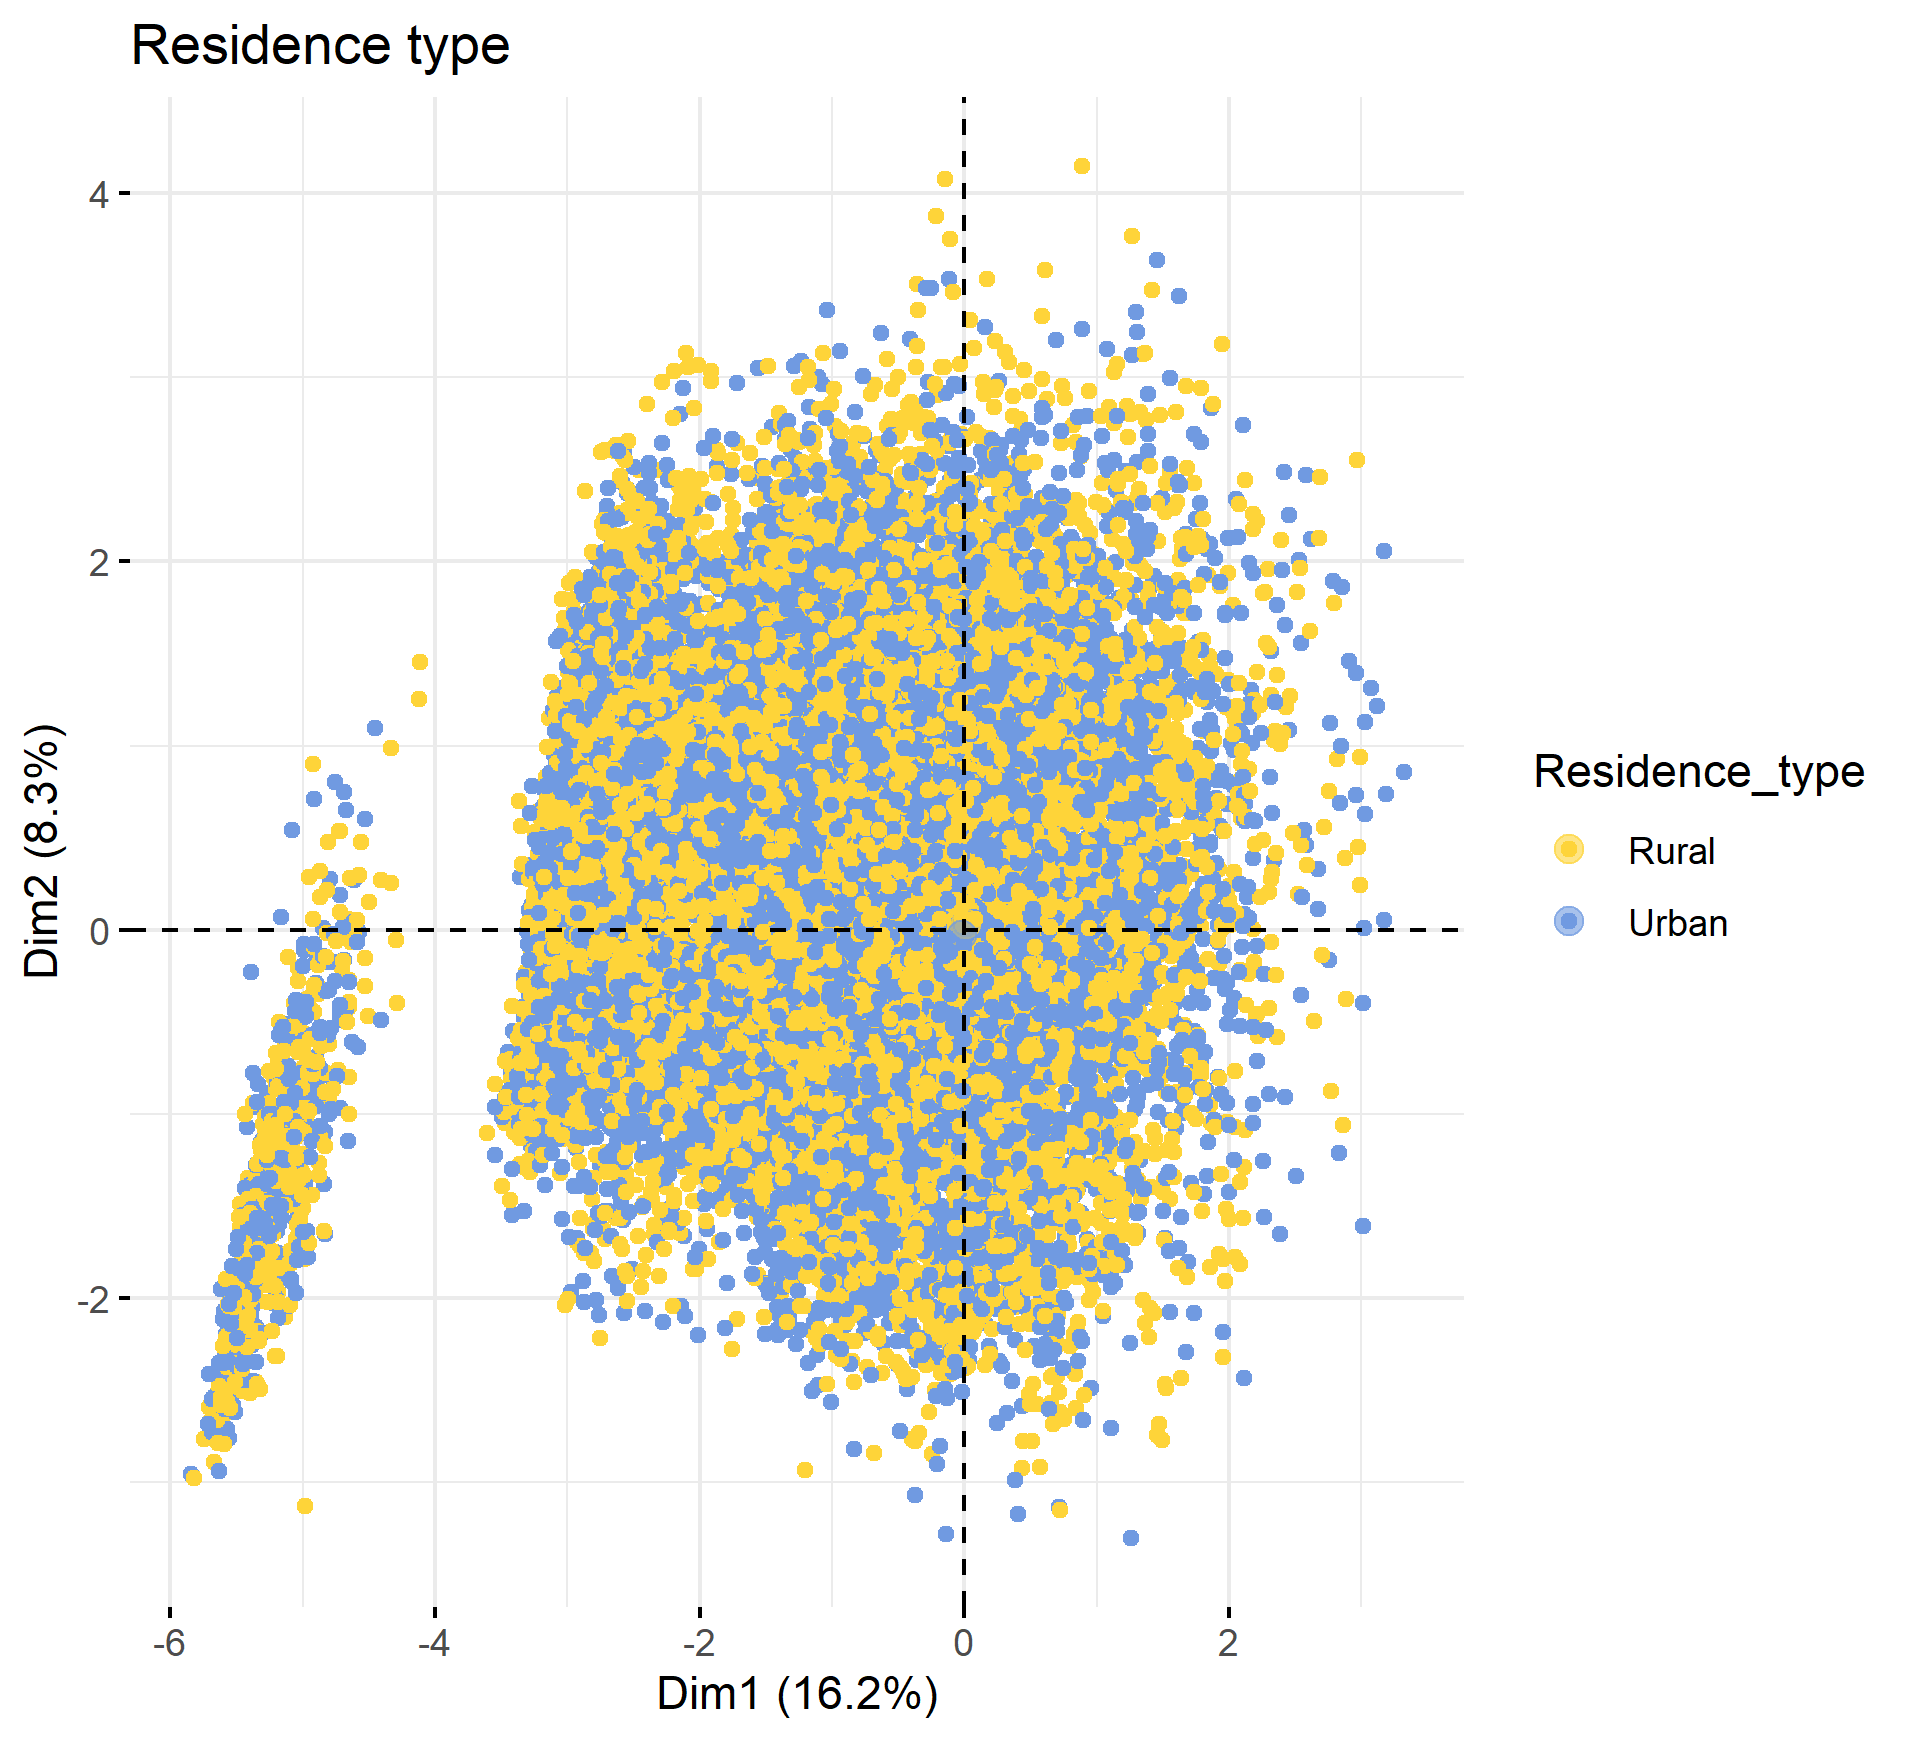 Residence type
4
2
0
-2
Dim2 (8.3%)
-6
-4
-2
0
2
Dim1 (16.2%)
Residence_type
Rural
Urban